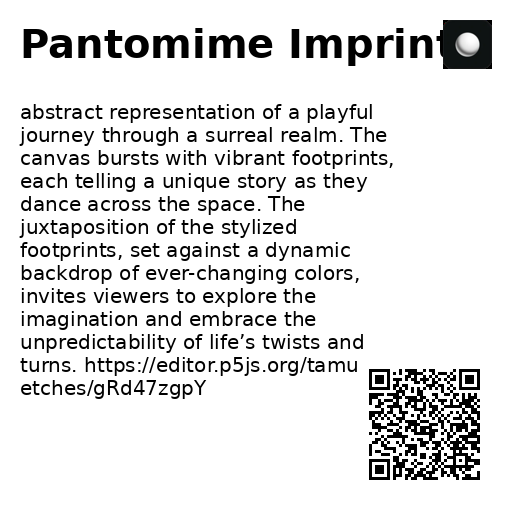 Pantomime Imprint
abstract representation of a playful
journey through a surreal realm. The
canvas bursts with vibrant footprints,
each telling a unique story as they
dance across the space. The
juxtaposition of the stylized
footprints, set against a dynamic
backdrop of ever-changing colors,
invites viewers to explore the
imagination and embrace the
unpredictability of life’s twists and
turns. https://editor.p5js.org/tamu
etches/gRd47zgpY